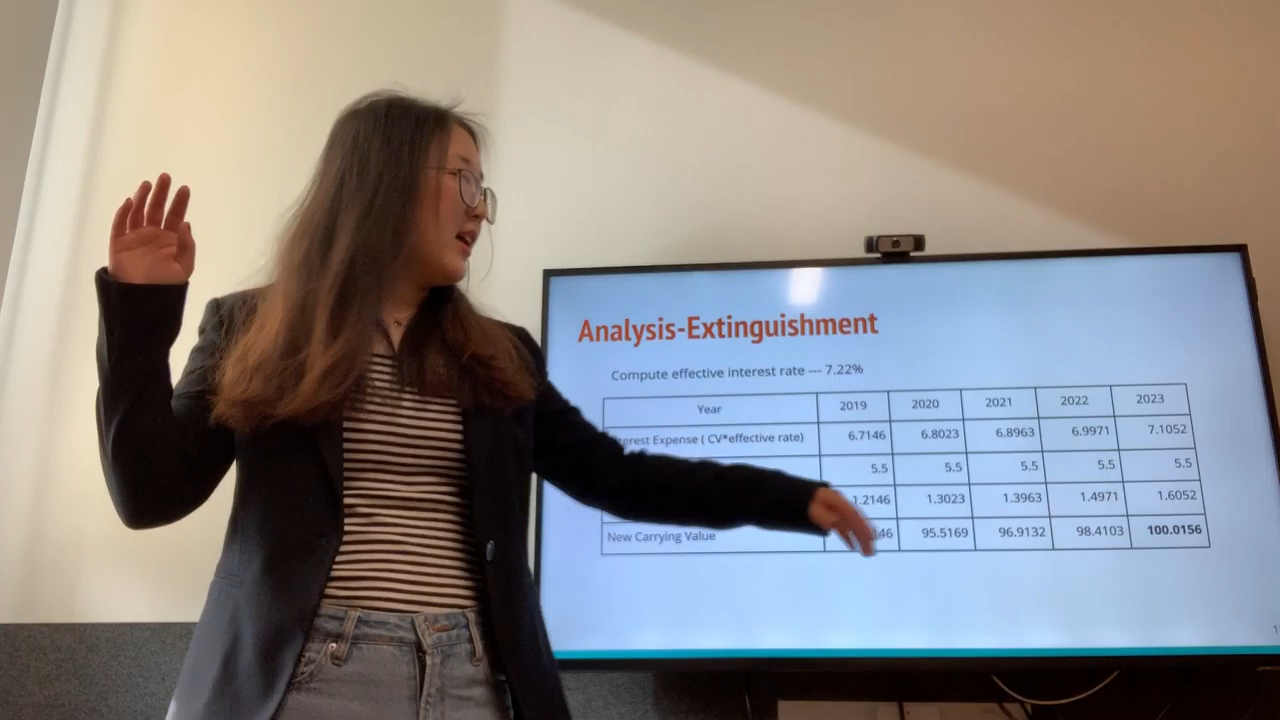 Analysis-Extinguishment
Compute effective interest rate --- 7.22%
Year 2019 2020 2021 2022 2023
Expense ( CV*effective rate) 6.7146 6.8023 6.8963 6.9971 7.1052
5.5 5.5 5.5 5.5 5.5
1.2146 1.3023 1.3963 1.4971 1.6052
New Carrying Value 95.5169 96.9132 98.4103 100.0156